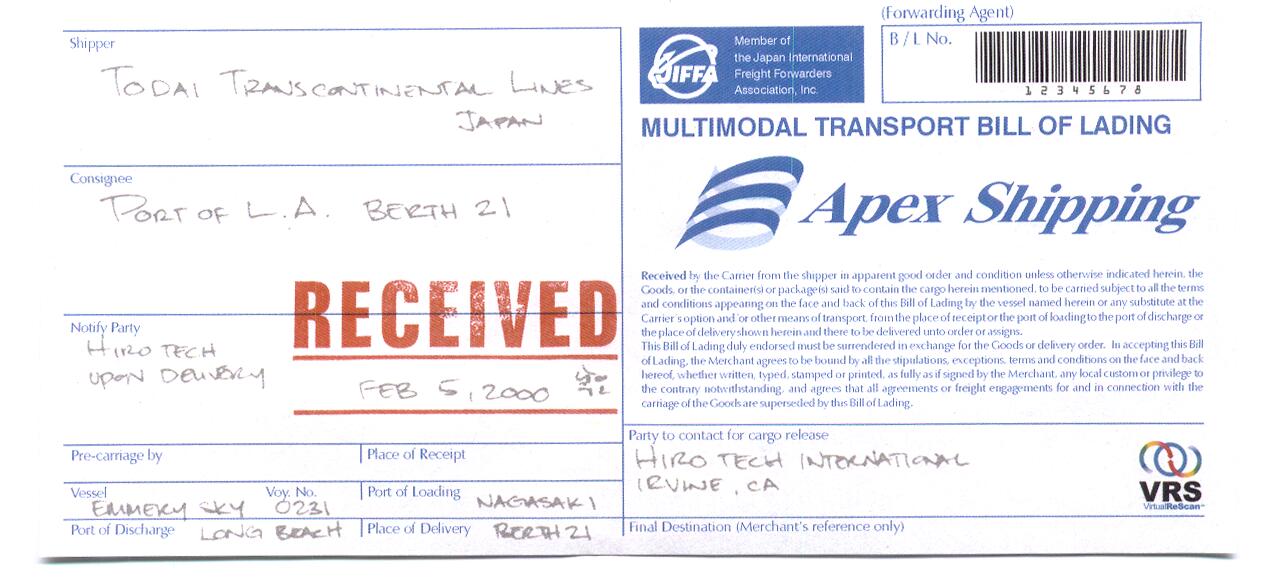 (Forwarding Agent)
Shipper
TODAI TRANSCONTINENTAL LINES
JAPAN
JIFFA
Member of
the Japan International
Freight Forwarders
Association, Inc.
B / L No.
12345678
MULTIMODAL TRANSPORT BILL OF LADING
Apex Shipping
Consignee
PORT OF L.A. BERTH 21
RECEIVED
FEB 5, 2000
Notify Party
HIRO TECH
UPON DELIVERY
Received by the Carrier from the shipper in apparent good order and condition unless otherwise indicated herein, the
Goods, or the container(s) or package(s) said to contain the cargo herein mentioned, to be carried subject to all the terms
and conditions appearing on the face and back of this Bill of Lading by the vessel named herein or any substitute at the
Carrier's option and/or other means of transport, from the place of receipt or the port of loading to the port of discharge or
the place of delivery shown herein and there to be delivered unto order or assigns.
This Bill of Lading duly endorsed must be surrendered in exchange for the Goods or delivery order. In accepting this Bill
of Lading, the Merchant agrees to be bound by all the stipulations, exceptions, terms and conditions on the face and back
hereof, whether written, typed, stamped or printed, as fully as if signed by the Merchant, any local custom or privilege to
the contrary notwithstanding, and agrees that all agreements or freight engagements for and in connection with the
carriage of the Goods are superseded by this Bill of Lading.
Pre-carriage by
Place of Receipt
Vessel
EMMERY SKY
Voy. No.
0231
Port of Loading NAGASAKI
Port of Discharge LONG BEACH
Place of Delivery BERTH 21
Party to contact for cargo release
HIRO TECH INTERNATIONAL
IRVINE, CA
VRS
VirtualReScan
Final Destination (Merchant's reference only)